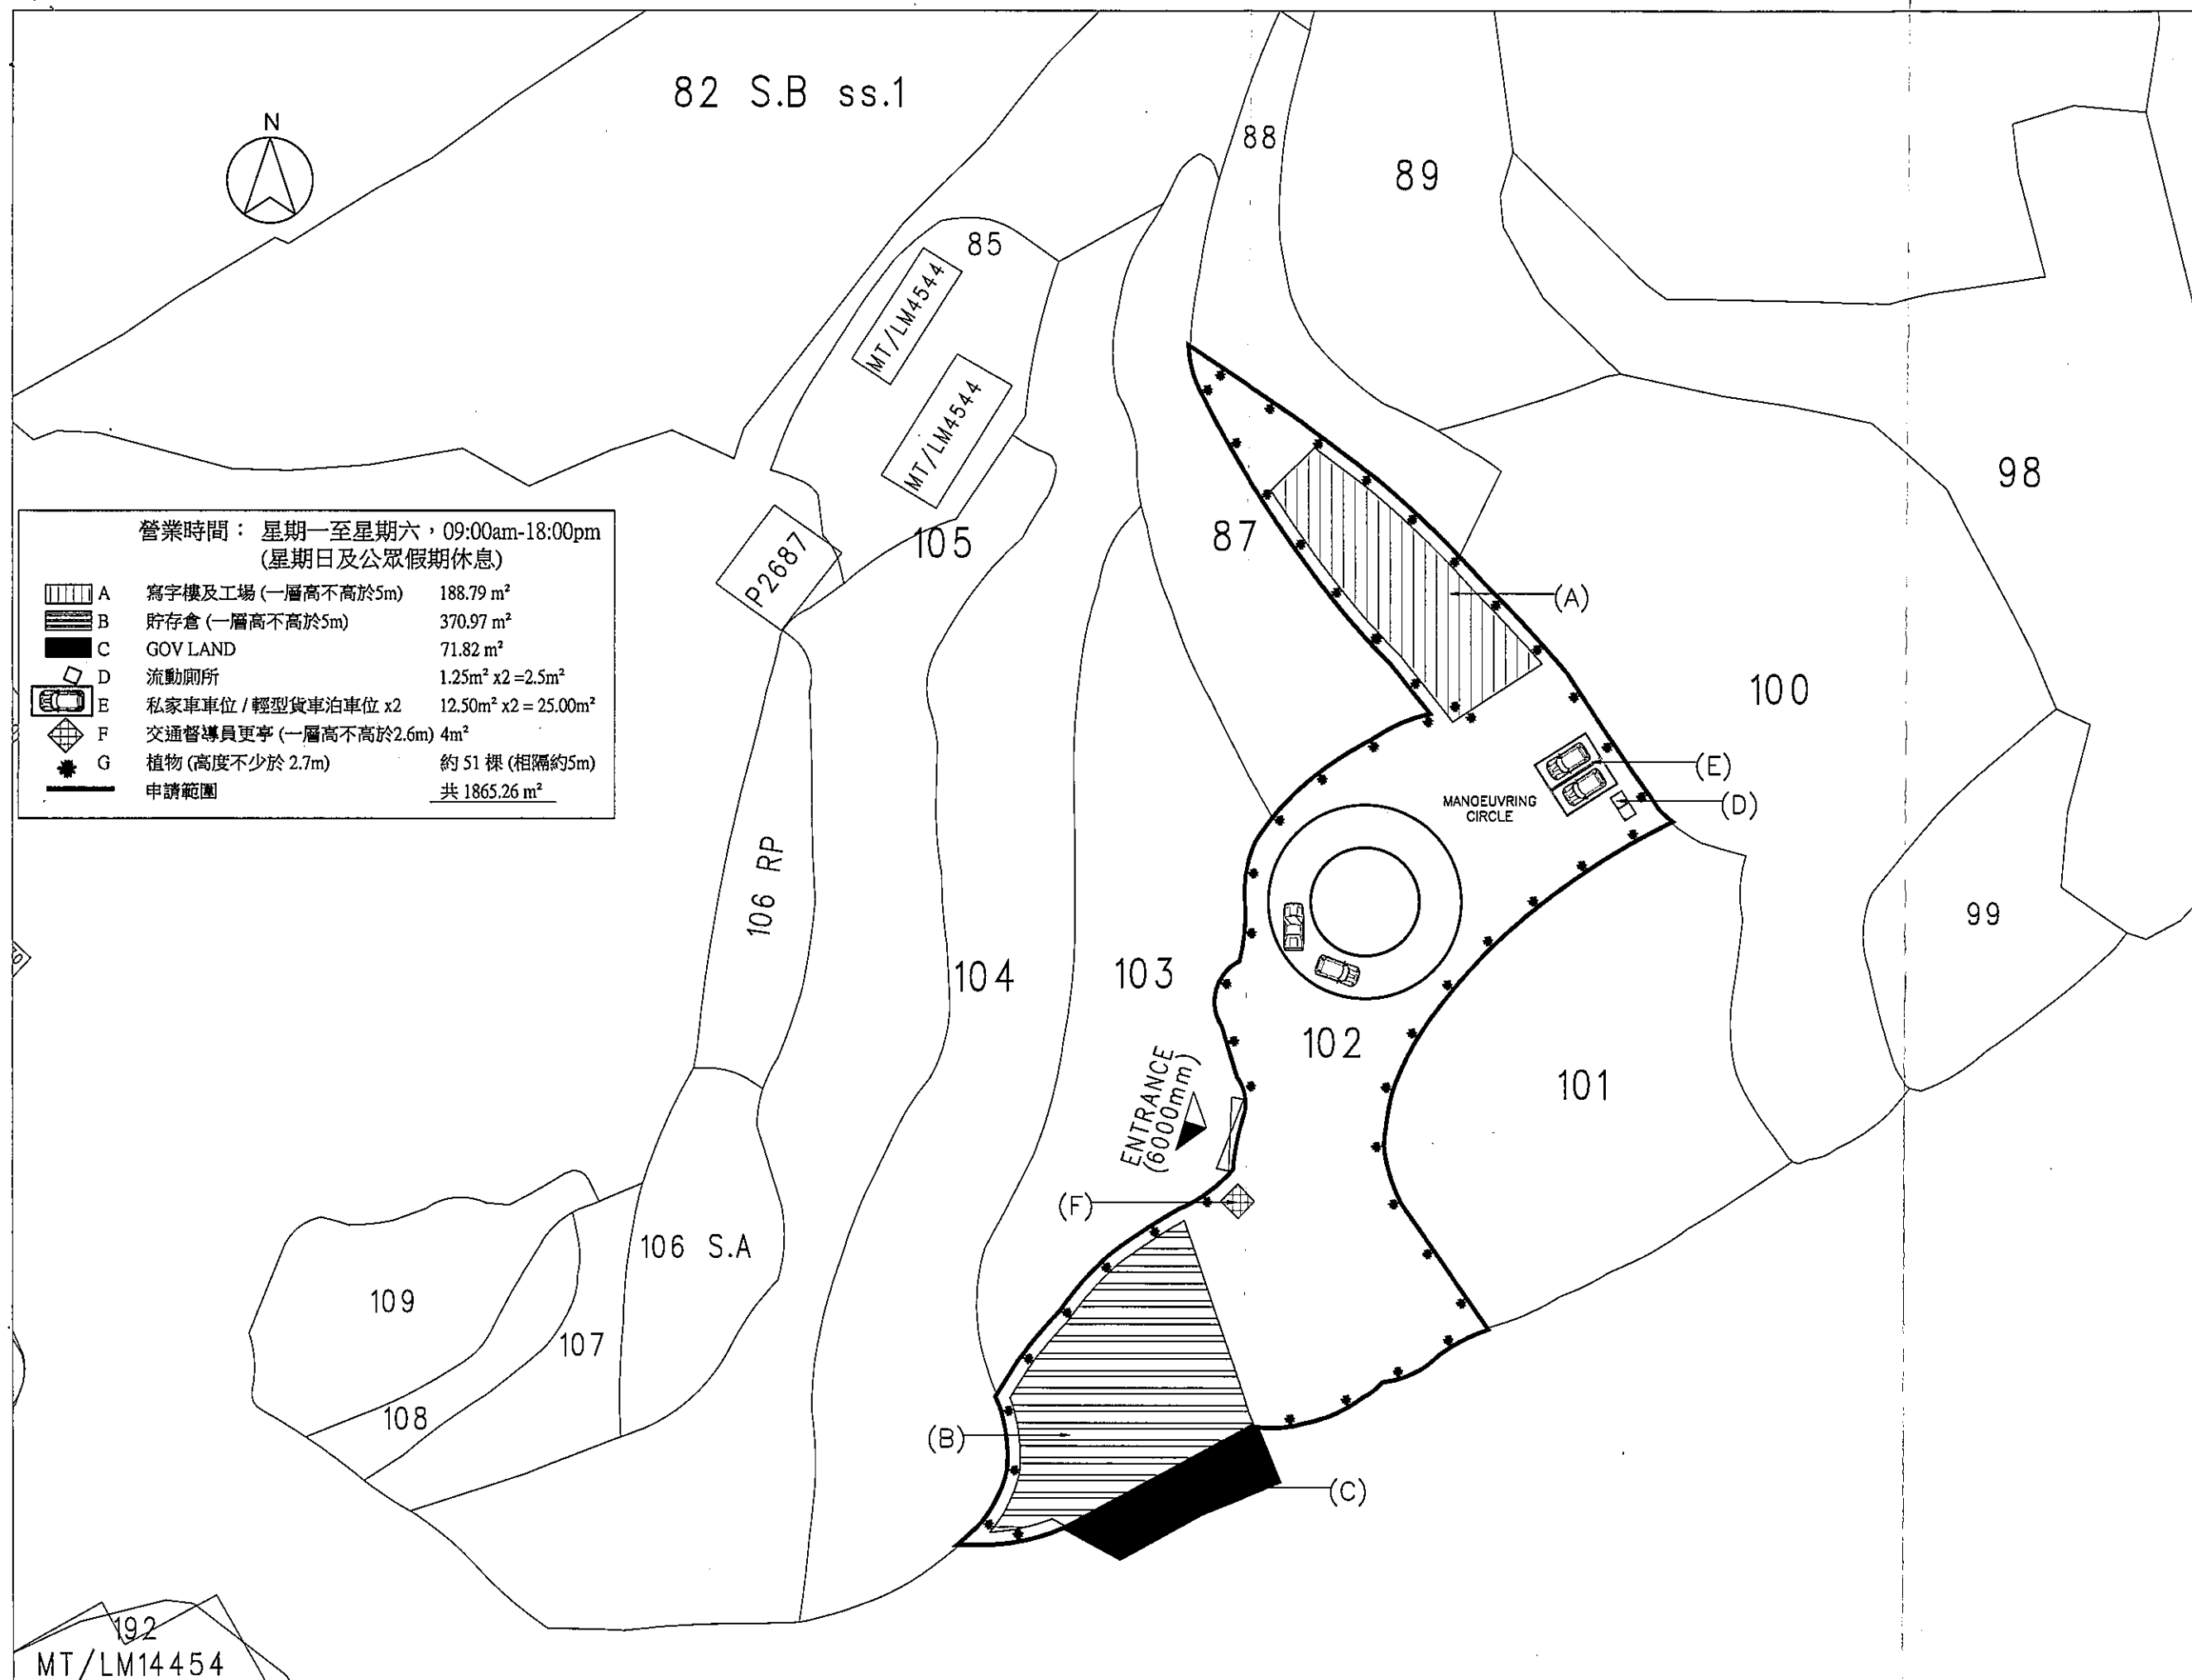 82 S.B ss.1
N
88
89
85
MT/LM4544
MT/LM4544
98
營業時間： 星期一至星期六，09:00am-18:00pm
(星期日及公眾假期休息)
A 寫字樓及工場 (一層高不高於5m) 188.79 m²
B 貯存倉 (一層高不高於5m) 370.97 m²
C GOV LAND 71.82 m²
D 流動厠所 1.25m² x2 =2.5m²
E 私家車車位 / 輕型貨車泊車位 x2 12.50m² x2 = 25.00m²
F 交通督導員更亭 (一層高不高於2.6m) 4m²
G 植物 (高度不少於 2.7m) 約 51 棵 (相隔約5m)
申請範圍 共 1865.26 m²
87
105
P2687
(A)
100
(E)
(D)
MANOEUVRING
CIRCLE
106 RP
99
104
103
102
101
ENTRANCE
(6000mm)
(F)
106 S.A
109
107
108
(B)
(C)
192
MT/LM14454